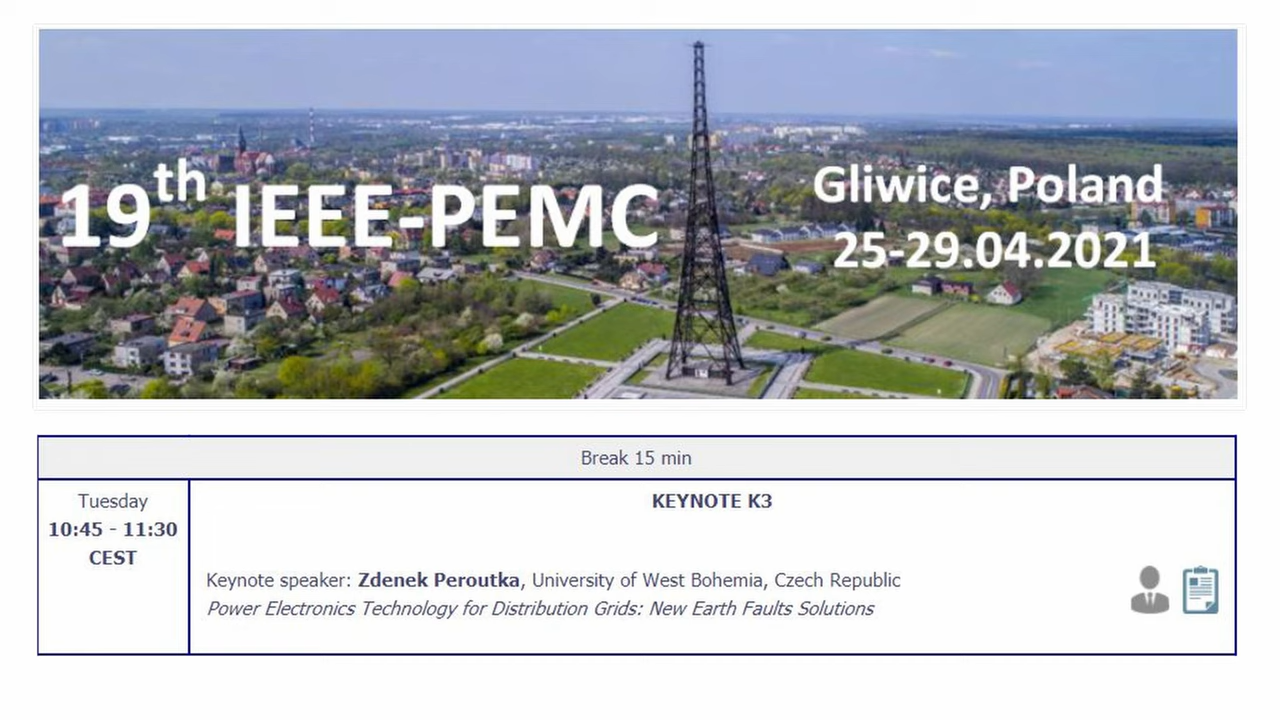 19th IEEE-PEMC
Gliwice, Poland
25-29.04.2021
Break 15 min
Tuesday
10:45 - 11:30
CEST
KEYNOTE K3
Keynote speaker: Zdenek Peroutka, University of West Bohemia, Czech Republic
Power Electronics Technology for Distribution Grids: New Earth Faults Solutions